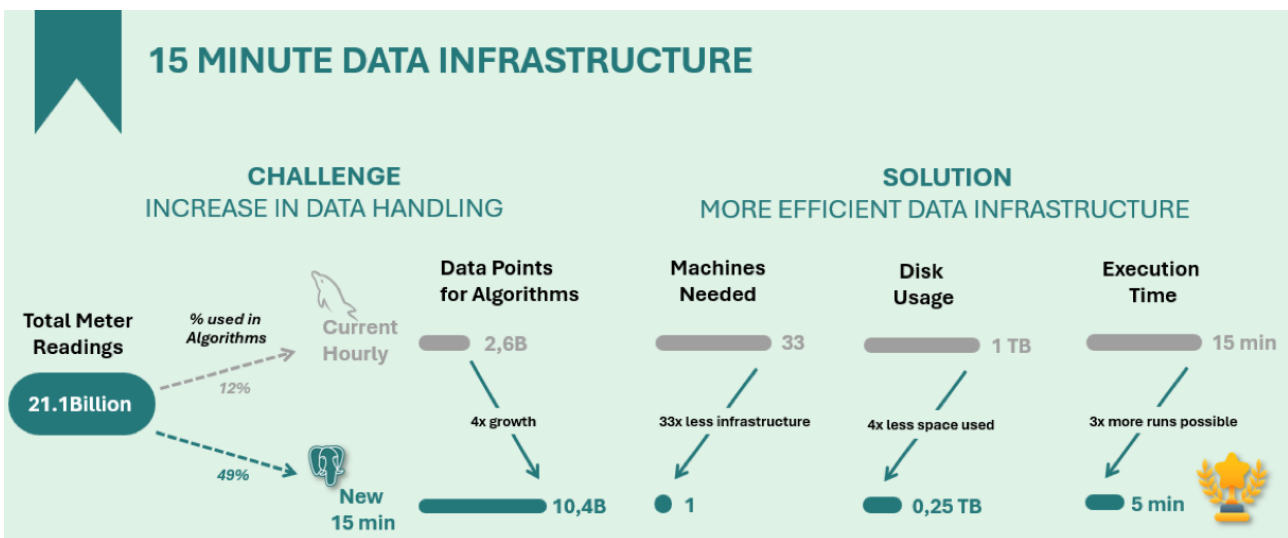 15 MINUTE DATA INFRASTRUCTURE
CHALLENGE
INCREASE IN DATA HANDLING
SOLUTION
MORE EFFICIENT DATA INFRASTRUCTURE
Total Meter
Readings
21.1Billion
% used in
Algorithms
12%
49%
Current
Hourly
New
15 min
Data Points
for Algorithms
2,6B
4x growth
10,4B
Machines
Needed
33
33x less infrastructure
1
Disk
Usage
1 TB
4x less space used
0,25 TB
Execution
Time
15 min
3x more runs possible
5 min